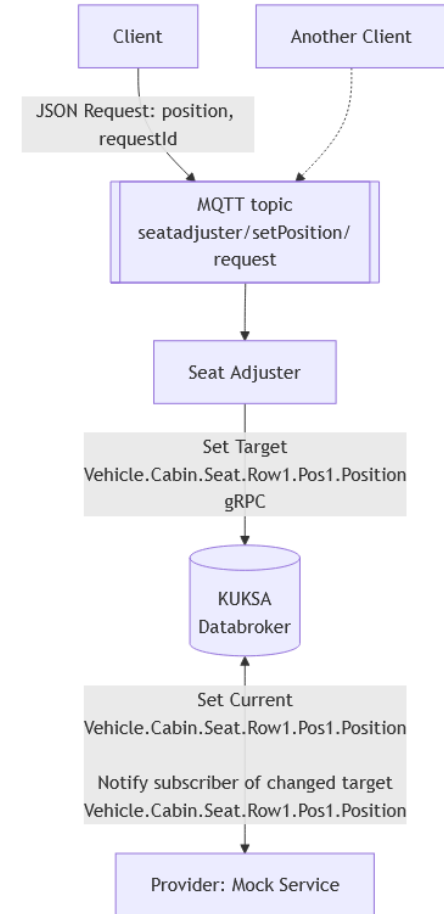 Client
Another Client
JSON Request: position,
requestId
MQTT topic
seatadjuster/setPosition/
request
Seat Adjuster
Set Target
Vehicle.Cabin.Seat.Row1.Pos1.Position
gRPC
KUKSA
Databroker
Set Current
Vehicle.Cabin.Seat.Row1.Pos1.Position
Notify subscriber of changed target
Vehicle.Cabin.Seat.Row1.Pos1.Position
Provider: Mock Service